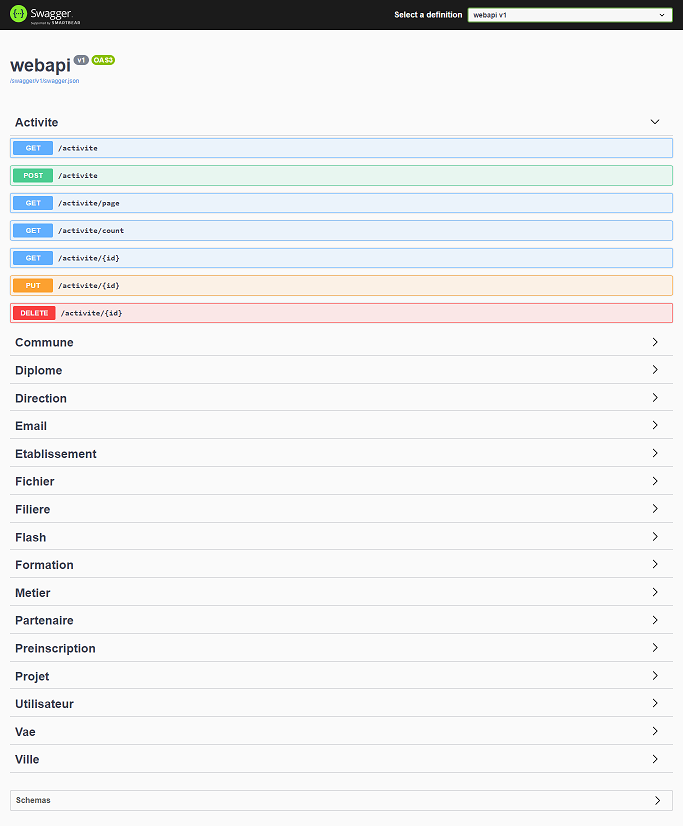 Swagger
Supported by SMARTBEAR
Select a definition
webapi v1
webapi v1 OAS3
/swagger/v1/swagger.json
Activite
GET /activite
POST /activite
GET /activite/page
GET /activite/count
GET /activite/{id}
PUT /activite/{id}
DELETE /activite/{id}
Commune
Diplome
Direction
Email
Etablissement
Fichier
Filiere
Flash
Formation
Metier
Partenaire
Preinscription
Projet
Utilisateur
Vae
Ville
Schemas